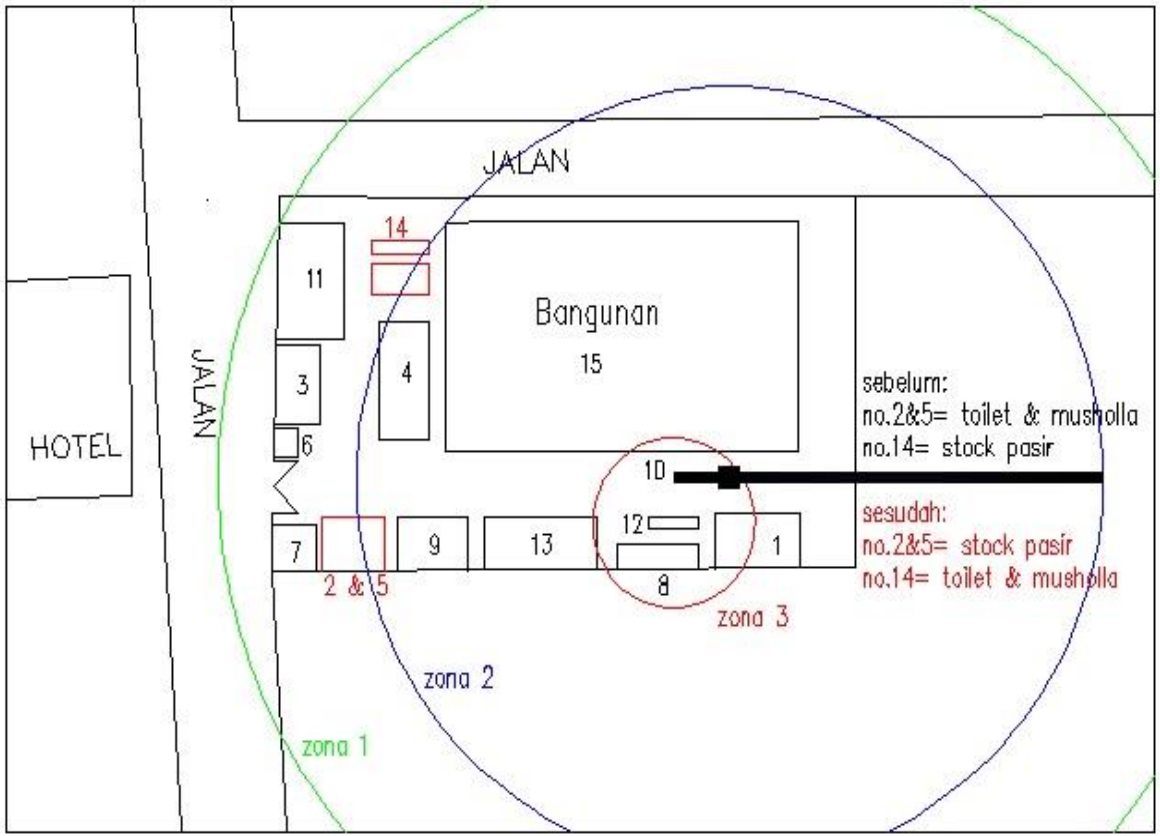 JALAN
14
11
Bangunan
15
3
4
JALAN
HOTEL
6
sebelum:
no.2&5= toilet & musholla
no.14= stock pasir
10
12
sesudah:
no.2&5= stock pasir
no.14= toilet & musholla
7
9
13
1
2 & 5
8
zona 3
zona 2
zona 1